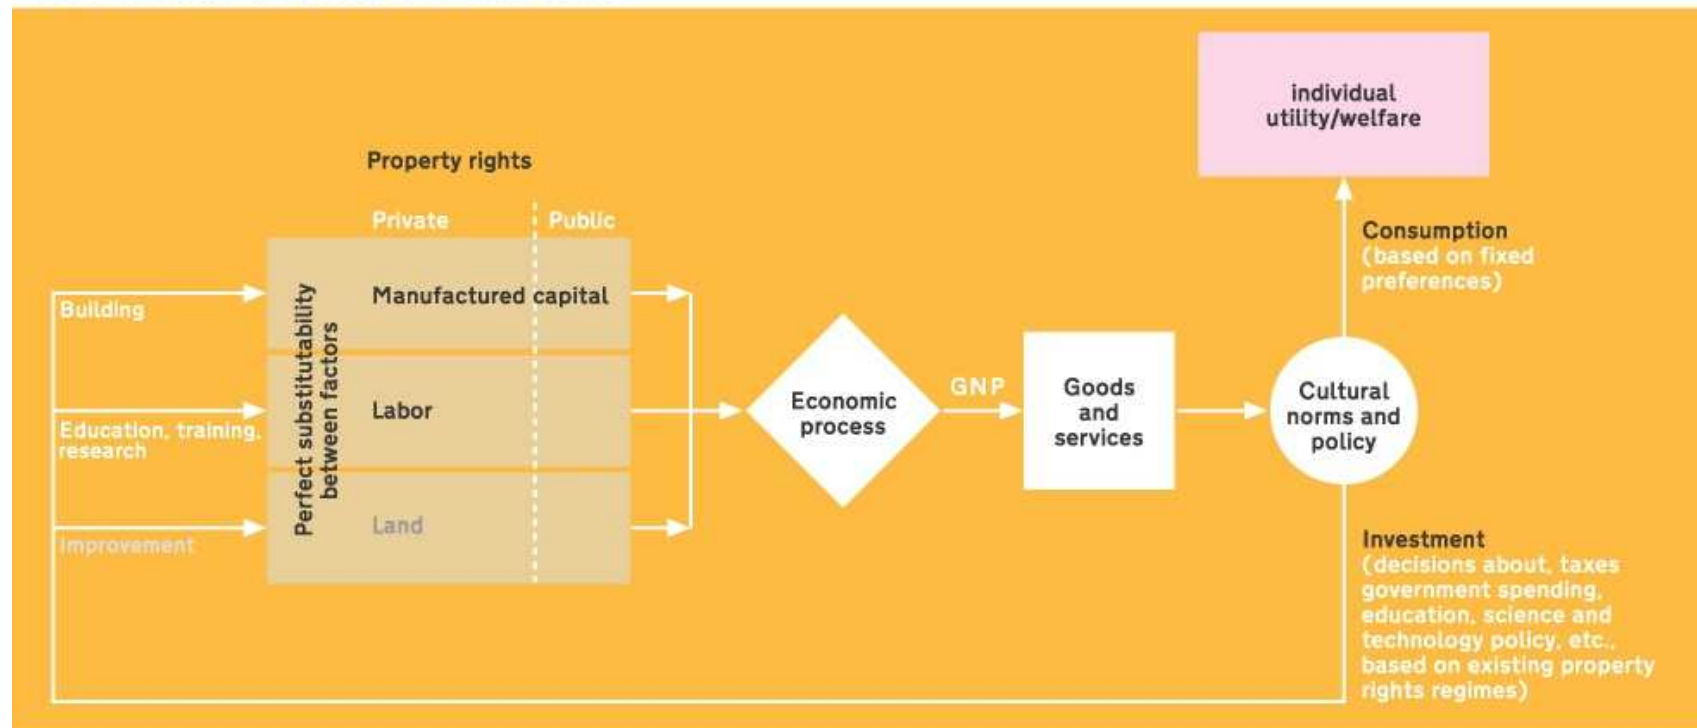 individual
utility/welfare
Property rights
Private
Public
Consumption
(based on fixed
preferences)
Building
Manufactured capital
Perfect substitutability
between factors
Education, training,
research
Labor
Economic
process
GNP
Goods
and
services
Cultural
norms and
policy
Improvement
Land
Investment
(decisions about, taxes
government spending,
education, science and
technology policy, etc.,
based on existing property
rights regimes)